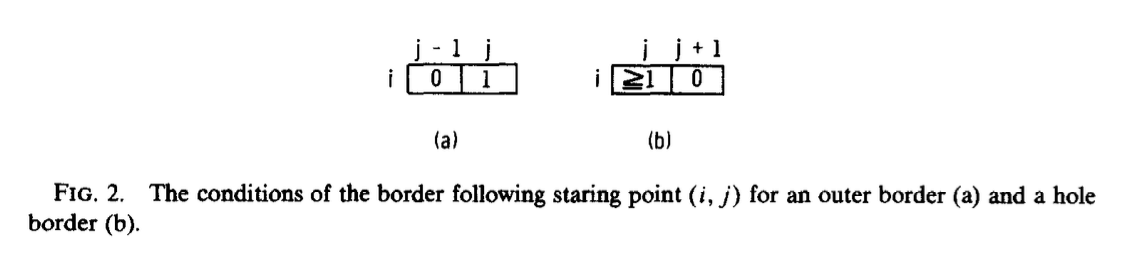 j - 1 j j j + 1
i 0 1 i ≧1 0
(a) (b)
FIG. 2. The conditions of the border following staring point (i, j) for an outer border (a) and a hole
border (b).